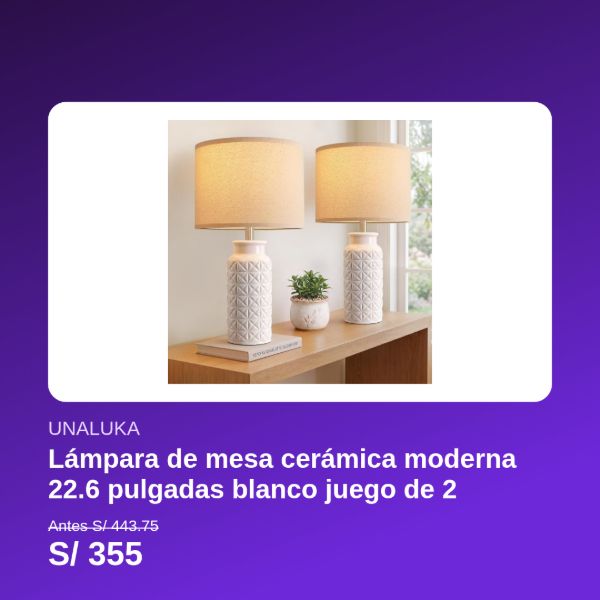 UNALUKA
Lámpara de mesa cerámica moderna
22.6 pulgadas blanco juego de 2
Antes S/ 443.75
S/ 355